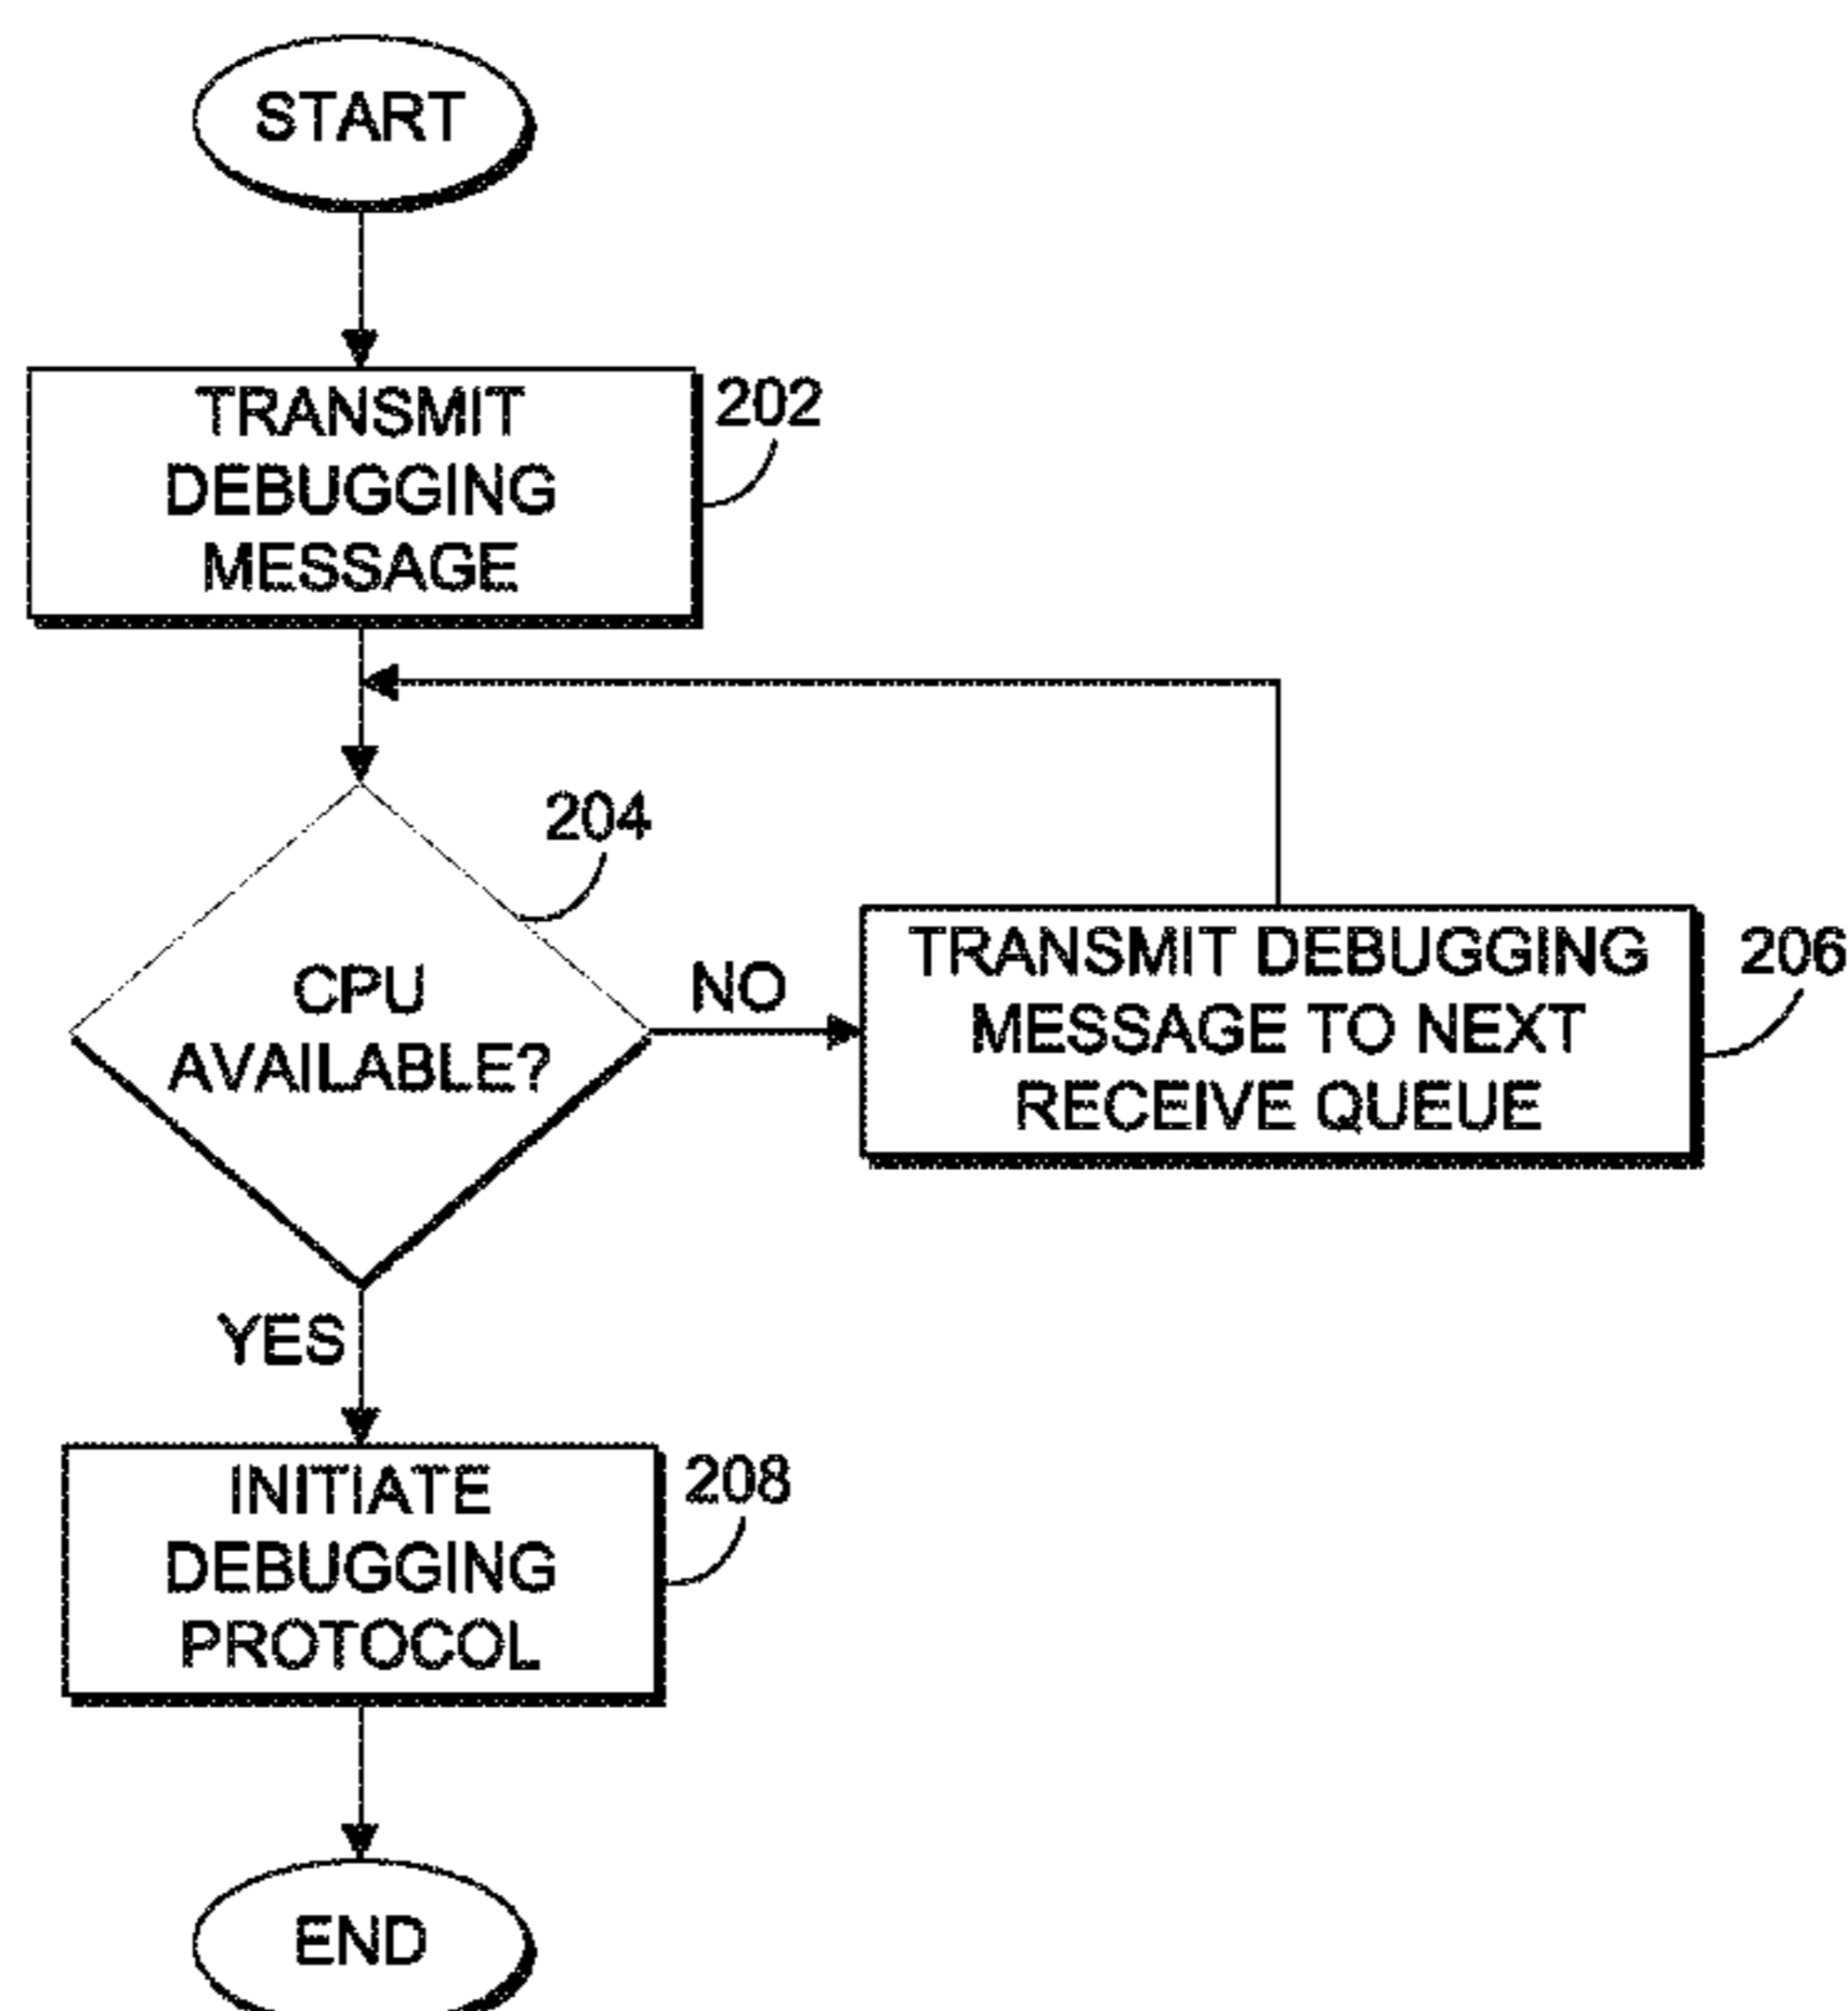 START
TRANSMIT
DEBUGGING
MESSAGE
202
204
CPU
AVAILABLE?
NO
TRANSMIT DEBUGGING
MESSAGE TO NEXT
RECEIVE QUEUE
206
YES
INITIATE
DEBUGGING
PROTOCOL
208
END